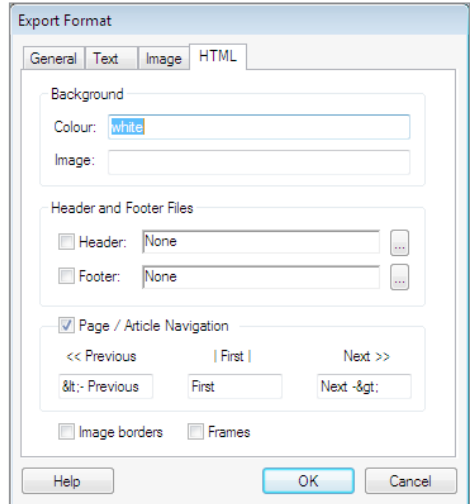 Export Format
General Text Image HTML
Background
Colour: white
Image:
Header and Footer Files
Header: None ...
Footer: None ...
Page / Article Navigation
<< Previous | First | Next >>
&lt;- Previous First Next -&gt;
Image borders Frames
Help OK Cancel